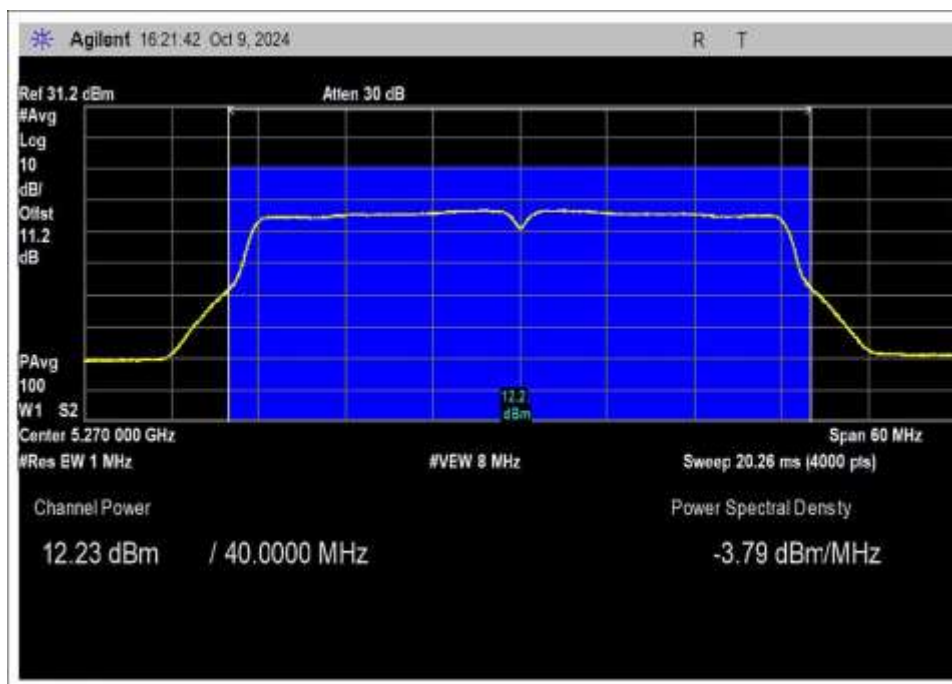 Agilent 16:21:42 Oct 9, 2024 R T
Ref 31.2 dBm Atten 30 dB
#Avg
Log
10
dB/
Offst
11.2
dB
PAvg
100
W1 S2
12.2
dBm
Center 5.270 000 GHz Span 60 MHz
#Res BW 1 MHz #VBW 8 MHz Sweep 20.26 ms (4000 pts)
Channel Power Power Spectral Density
12.23 dBm / 40.0000 MHz -3.79 dBm/MHz